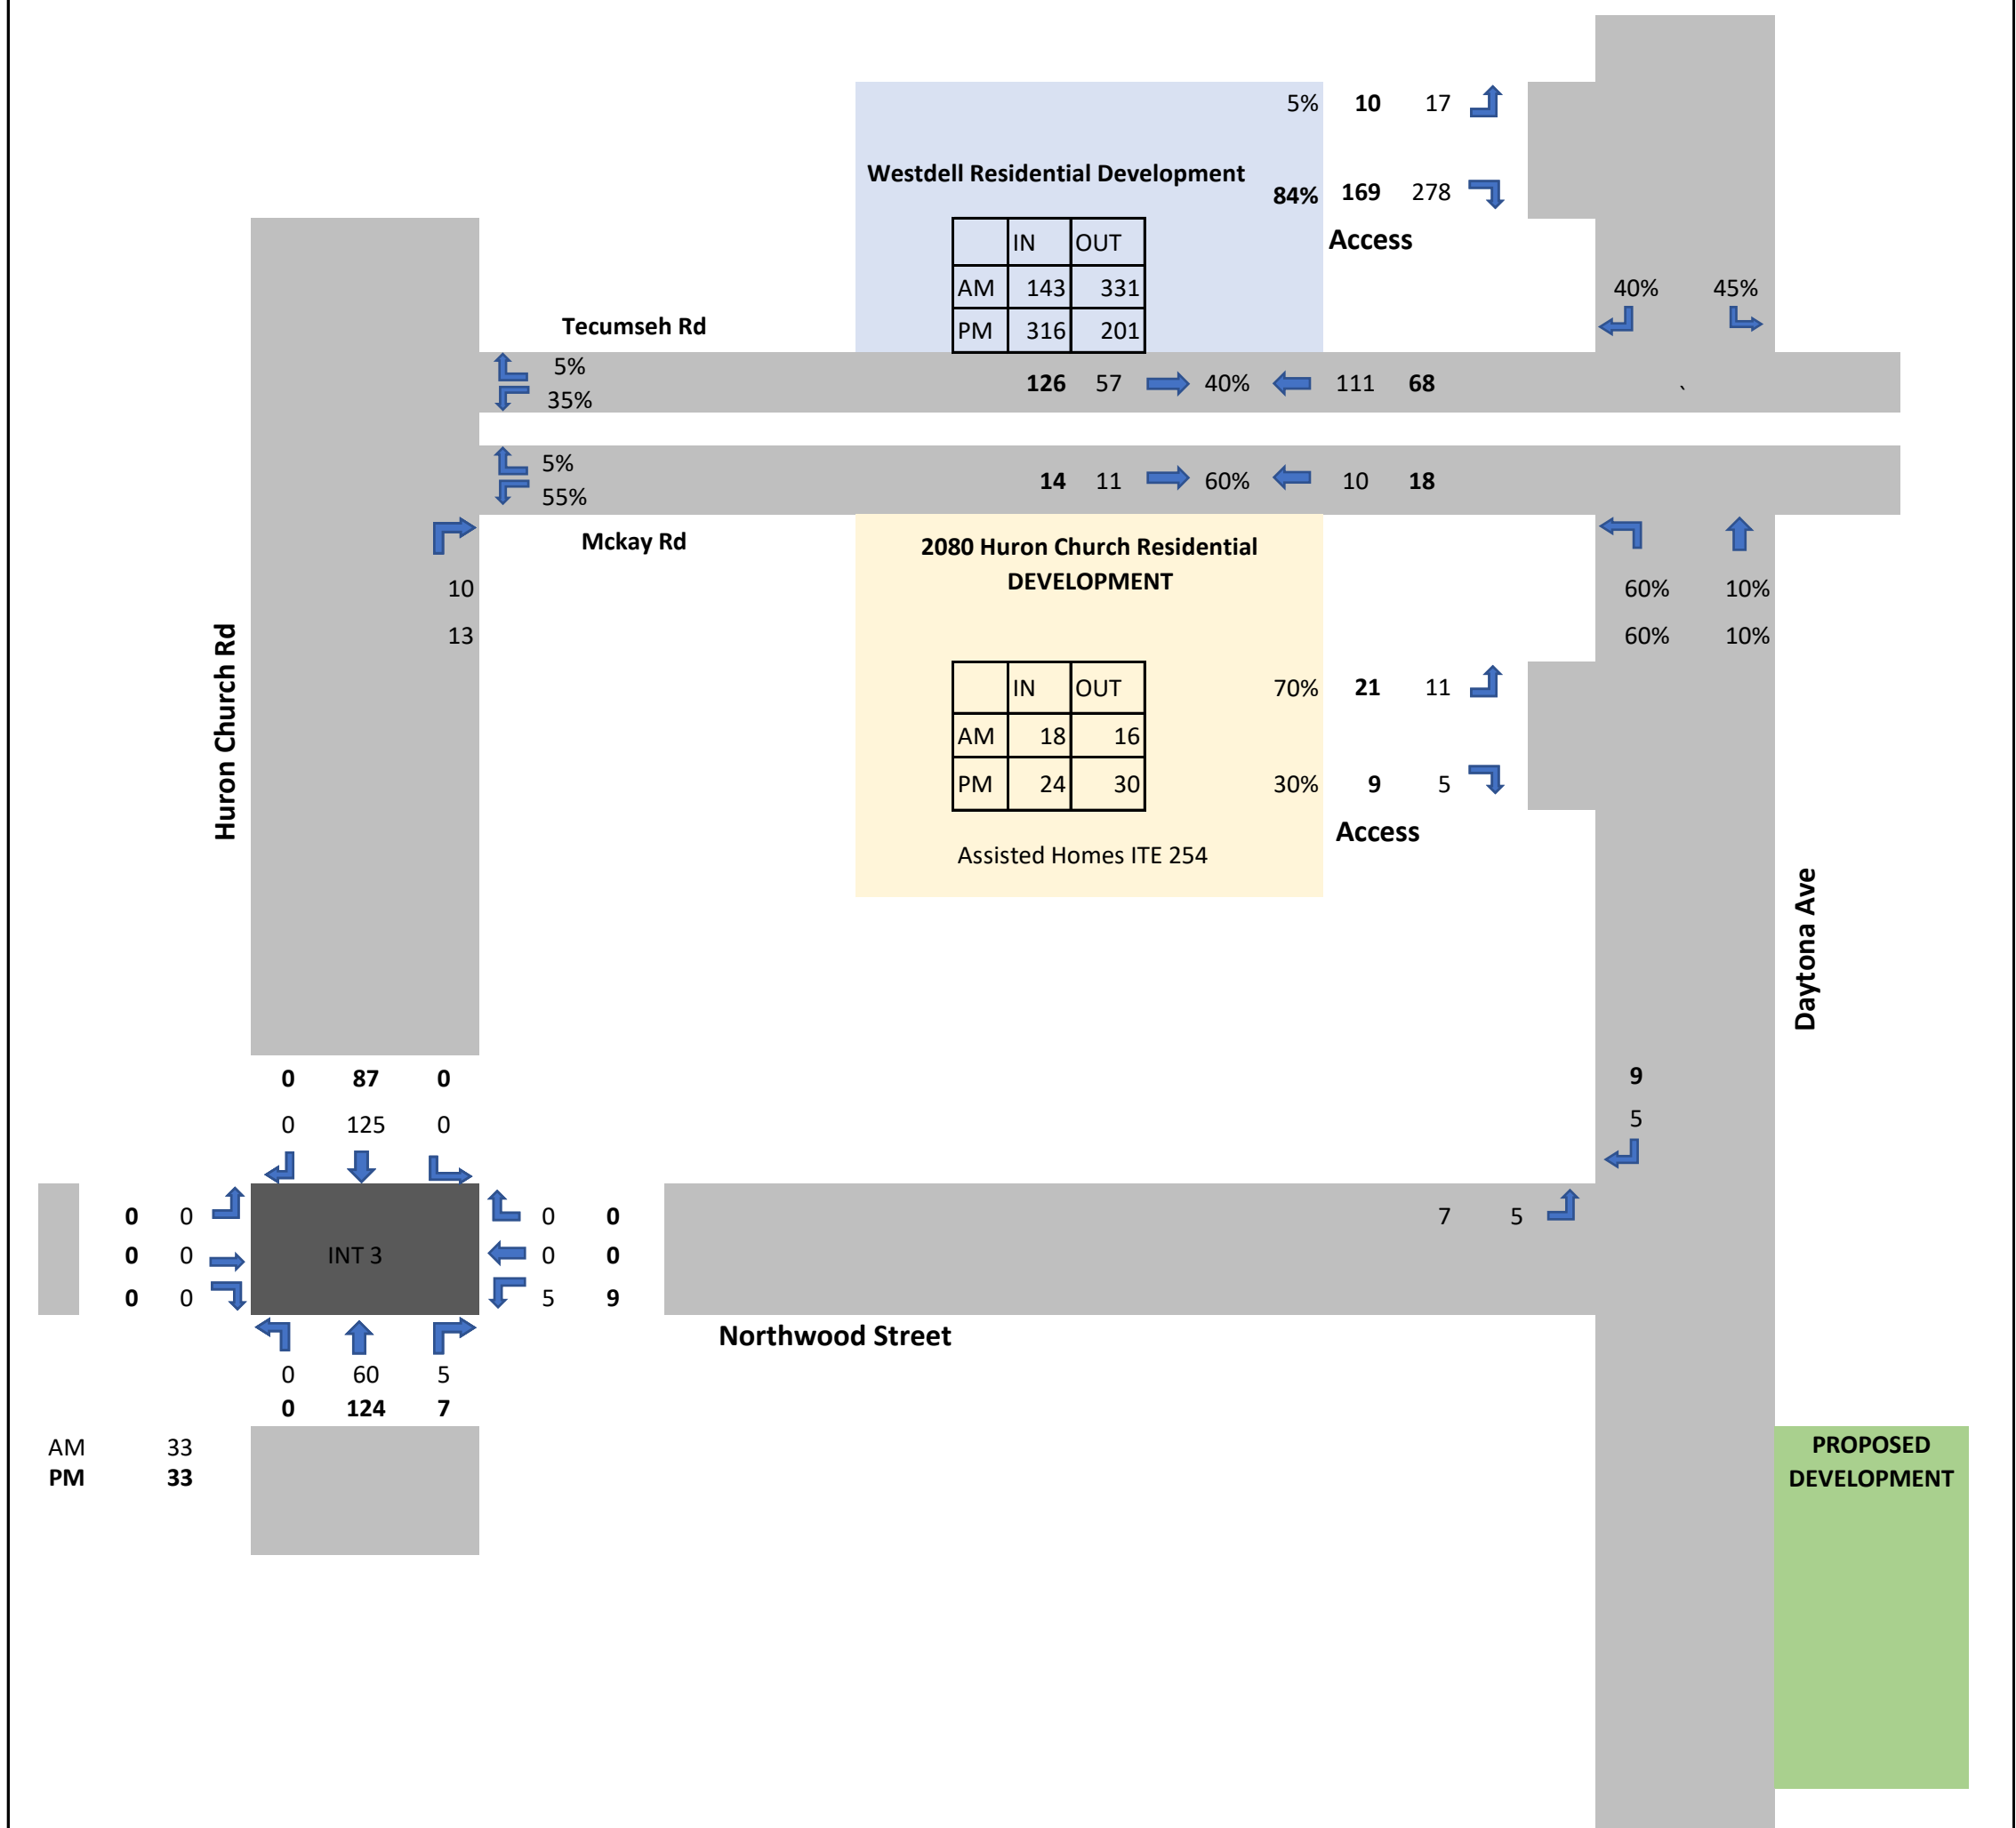 5% 10 17
Westdell Residential Development
84% 169 278
Access
IN OUT
AM 143 331
PM 316 201
40% 45%
Tecumseh Rd
5%
35%
126 57 40% 111 68
`
5%
55%
14 11 60% 10 18
Mckay Rd
2080 Huron Church Residential
DEVELOPMENT
10
13
60% 10%
60% 10%
Huron Church Rd
IN OUT
AM 18 16
PM 24 30
70% 21 11
30% 9 5
Access
Assisted Homes ITE 254
Daytona Ave
0 87 0
0 125 0
9
5
0 0
0 0
0 0
INT 3
0 0
0 0
5 9
7 5
Northwood Street
0 60 5
0 124 7
AM 33
PM 33
PROPOSED
DEVELOPMENT